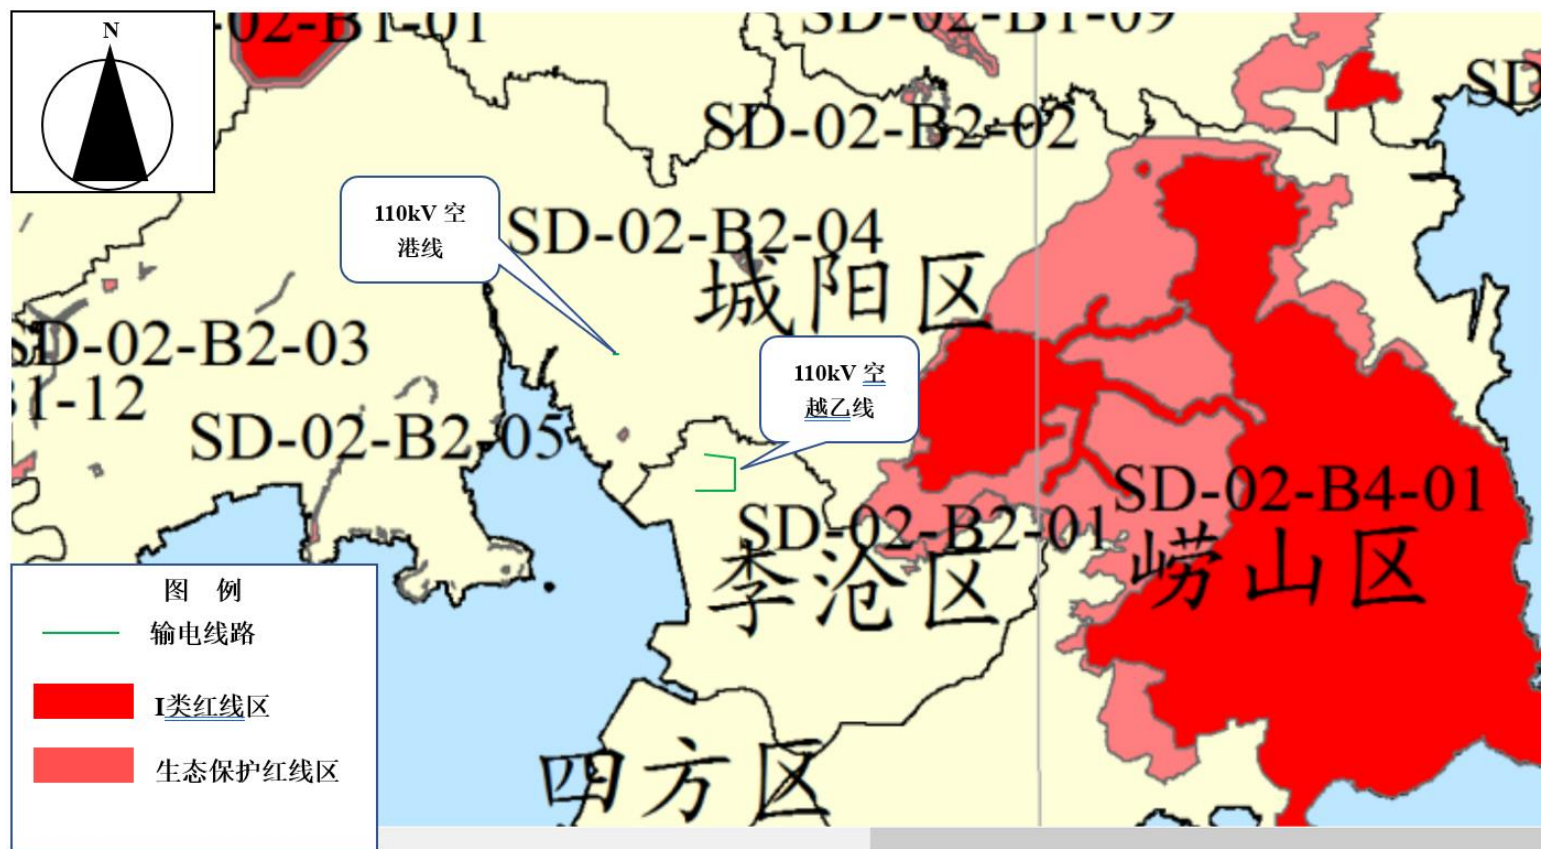 N
-02-B1-01
SD-02-B1-09
SD
SD-02-B2-02
110kV 空
港线
SD-02-B2-04
城阳区
SD-02-B2-03
110kV 空
越乙线
31-12
SD-02-B2-05
SD-02-B4-01
SD-02-B2-01
崂山区
李沧区
图 例
输电线路
I类红线区
生态保护红线区
四方区